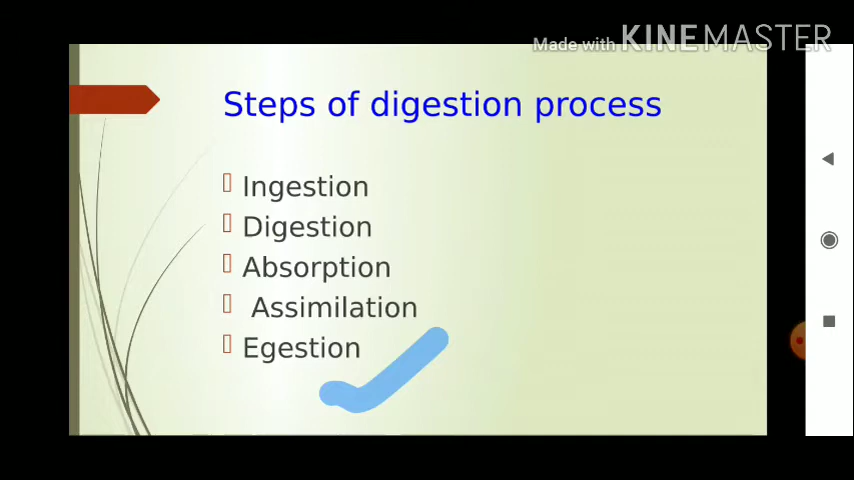 Made with KINEMASTER
Steps of digestion process
Ingestion
Digestion
Absorption
Assimilation
Egestion